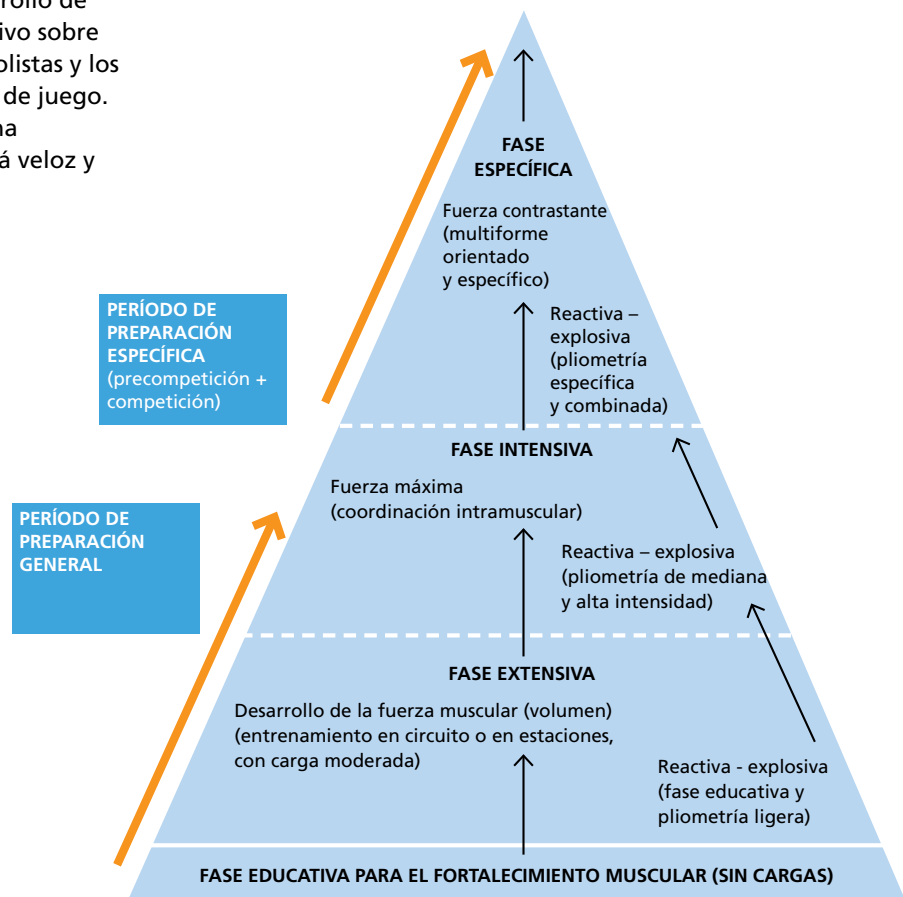 rollo de
ivo sobre
olistas y los
de juego.
na
á veloz y
FASE
ESPECÍFICA
Fuerza contrastante
(multiforme
orientado
y específico)
PERÍODO DE
PREPARACIÓN
ESPECÍFICA
(precompetición +
competición)
Reactiva –
explosiva
(pliometría
específica
y combinada)
FASE INTENSIVA
Fuerza máxima
(coordinación intramuscular)
PERÍODO DE
PREPARACIÓN
GENERAL
Reactiva – explosiva
(pliometría de mediana
y alta intensidad)
FASE EXTENSIVA
Desarrollo de la fuerza muscular (volumen)
(entrenamiento en circuito o en estaciones,
con carga moderada)
Reactiva - explosiva
(fase educativa y
pliometría ligera)
FASE EDUCATIVA PARA EL FORTALECIMIENTO MUSCULAR (SIN CARGAS)